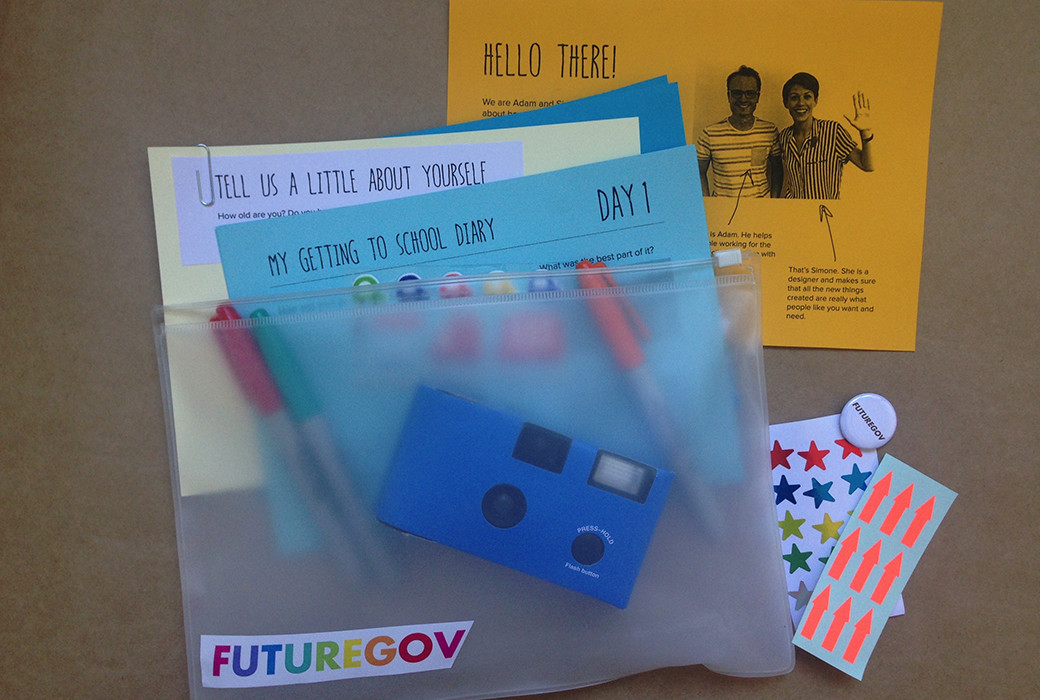 HELLO THERE!
We are Adam and
about
is Adam. He helps
working for the
with
That's Simone. She is a
designer and makes sure
that all the new things
created are really what
people like you want and
need.
TELL US A LITTLE ABOUT YOURSELF
How old are you? Do you
DAY 1
MY GETTING TO SCHOOL DIARY
What was the best part of it?
FUTUREGOV
PRESS-HOLD
Flash button
FUTUREGOV